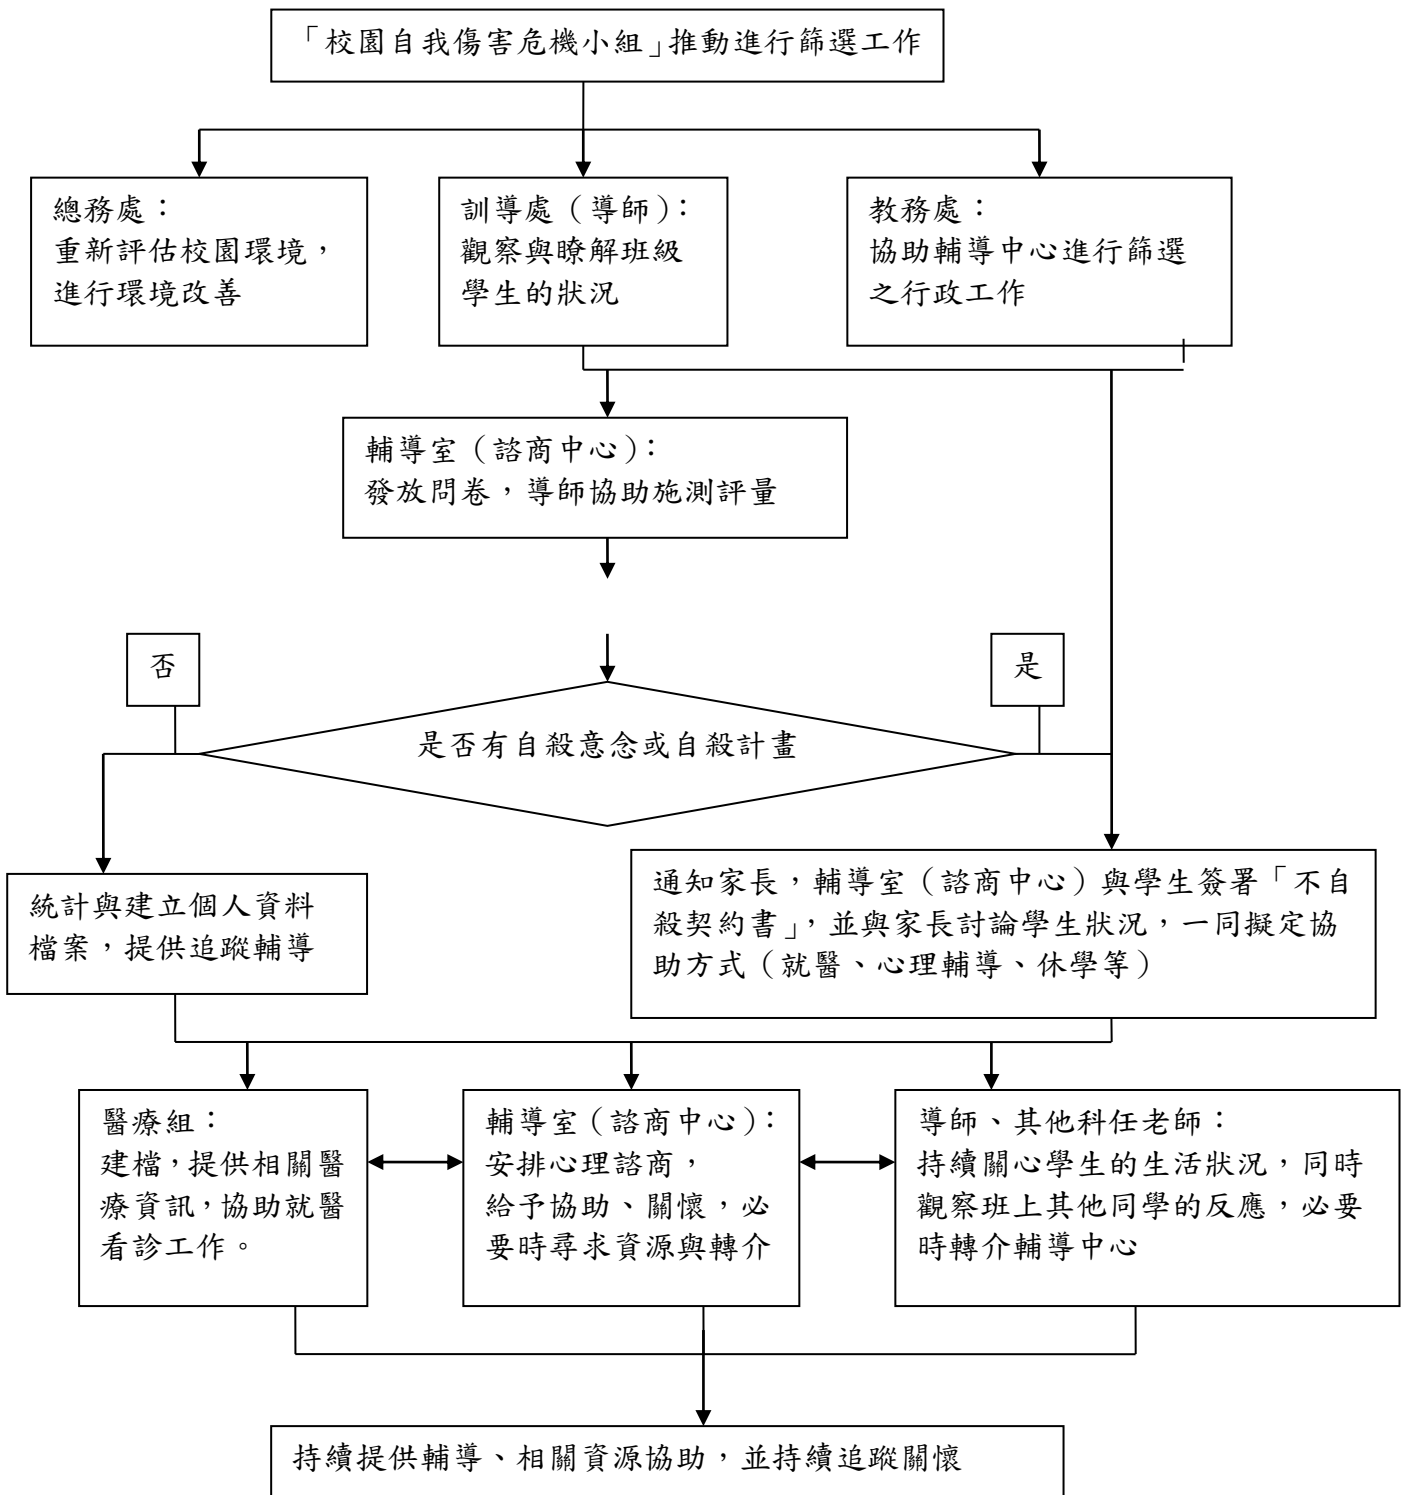 「校園自我傷害危機小組」推動進行篩選工作
總務處：
重新評估校園環境，
進行環境改善
訓導處（導師）：
觀察與瞭解班級
學生的狀況
教務處：
協助輔導中心進行篩選
之行政工作
輔導室（諮商中心）：
發放問卷，導師協助施測評量
否
是
是否有自殺意念或自殺計畫
統計與建立個人資料
檔案，提供追蹤輔導
通知家長，輔導室（諮商中心）與學生簽署「不自
殺契約書」，並與家長討論學生狀況，一同擬定協
助方式（就醫、心理輔導、休學等）
醫療組：
建檔，提供相關醫
療資訊，協助就醫
看診工作。
輔導室（諮商中心）：
安排心理諮商，
給予協助、關懷，必
要時尋求資源與轉介
導師、其他科任老師：
持續關心學生的生活狀況，同時
觀察班上其他同學的反應，必要
時轉介輔導中心
持續提供輔導、相關資源協助，並持續追蹤關懷